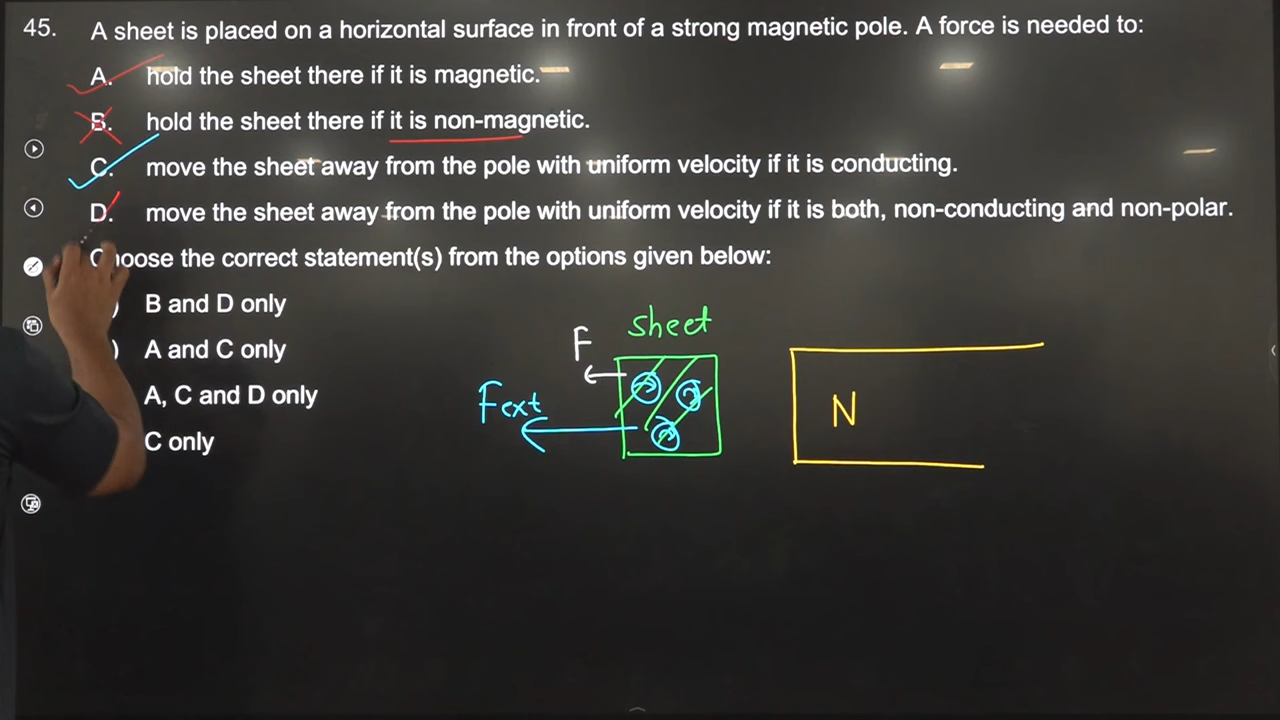 45. A sheet is placed on a horizontal surface in front of a strong magnetic pole. A force is needed to:
A. hold the sheet there if it is magnetic.
B. hold the sheet there if it is non-magnetic.
C. move the sheet away from the pole with uniform velocity if it is conducting.
D. move the sheet away from the pole with uniform velocity if it is both, non-conducting and non-polar.
the correct statement(s) from the options given below:
) B and D only
) A and C only
A, C and D only
C only
sheet
F
Fext
N